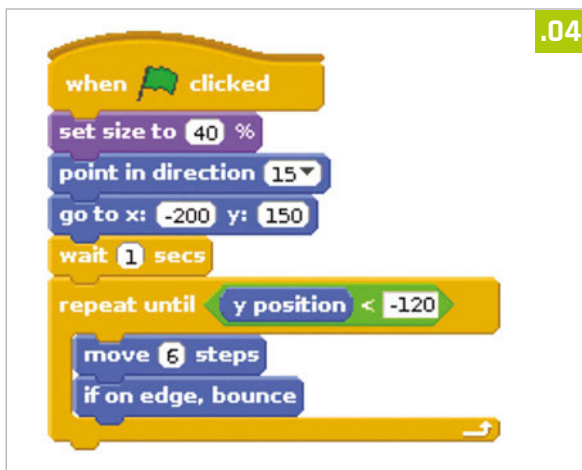 .04
when clicked
set size to 40 %
point in direction 15
go to x: -200 y: 150
wait 1 secs
repeat until y position < -120
move 6 steps
if on edge, bounce